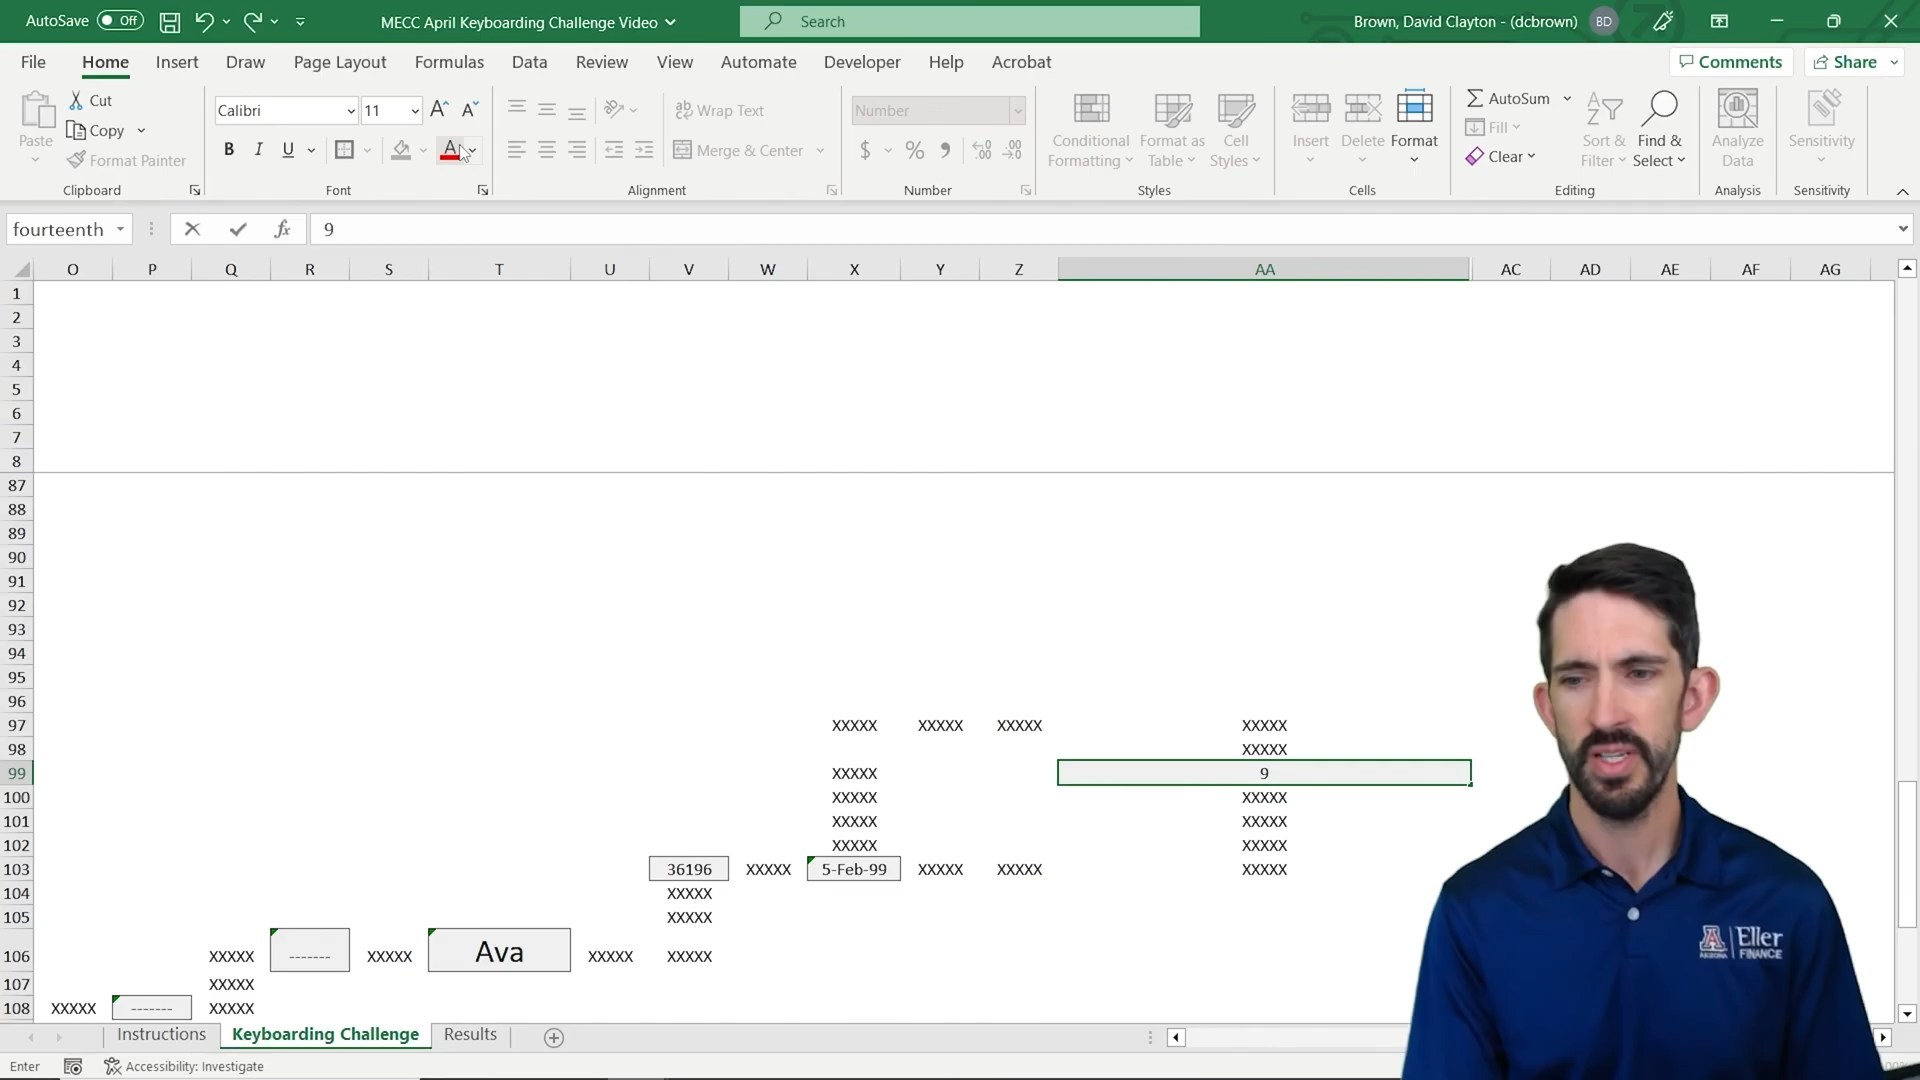 AutoSave Off MECC April Keyboarding Challenge Video Search Brown, David Clayton - (dcbrown) BD
File Home Insert Draw Page Layout Formulas Data Review View Automate Developer Help Acrobat Comments Share
Paste Cut Copy Format Painter Clipboard
Calibri 11 A A B I U A Font
ab Wrap Text Merge & Center Alignment
Number $ % , Number
Conditional Formatting Format as Table Cell Styles Styles
Insert Delete Format Cells
AutoSum Fill Clear Sort & Filter Find & Select Editing
Analyze Data Analysis
Sensitivity Sensitivity
fourteenth fx 9
O P Q R S T U V W X Y Z AA AC AD AE AF AG
1
2
3
4
5
6
7
8
87
88
89
90
91
92
93
94
95
96
97 XXXXX XXXXX XXXXX XXXXX
98 XXXXX
99 XXXXX 9
100 XXXXX XXXXX
101 XXXXX XXXXX
102 XXXXX XXXXX
103 36196 XXXXX 5-Feb-99 XXXXX XXXXX XXXXX
104 XXXXX
105 XXXXX
106 XXXXX ------- XXXXX Ava XXXXX XXXXX
107 XXXXX
108 XXXXX ------- XXXXX
Instructions Keyboarding Challenge Results
Enter Accessibility: Investigate
A ARIZONA Eller FINANCE